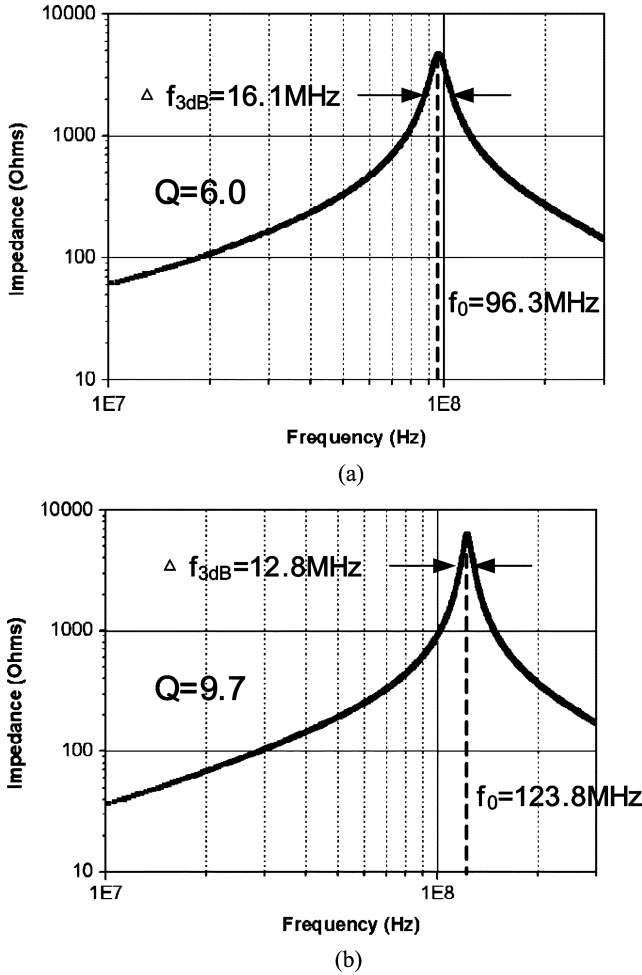 10000
△ f3dB=16.1MHz
1000
Q=6.0
Impedance (Ohms)
100
f0=96.3MHz
10
1E7
1E8
Frequency (Hz)
(a)
10000
△ f3dB=12.8MHz
1000
Q=9.7
Impedance (Ohms)
100
f0=123.8MHz
10
1E7
1E8
Frequency (Hz)
(b)